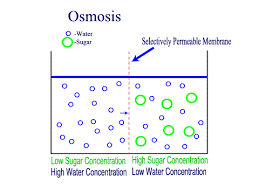 Osmosis
-Water
-Sugar
Selectively Permeable Membrane
Low Sugar Concentration
High Water Concentration
High Sugar Concentration
Low Water Concentration